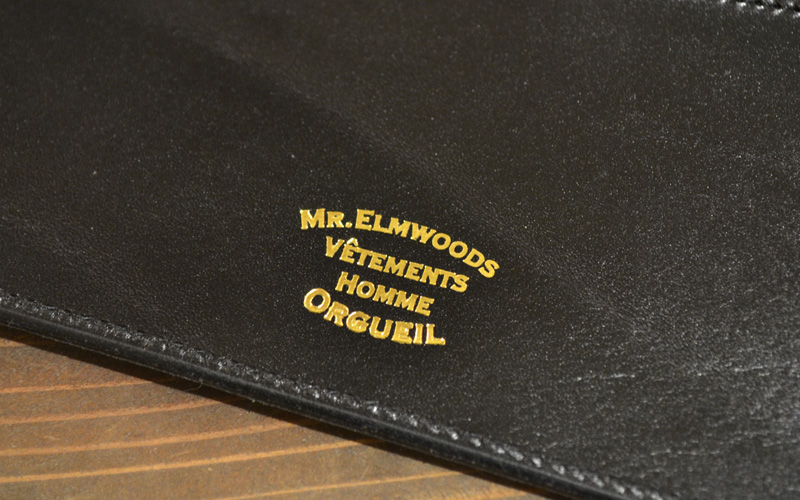 MR. ELMWOODS
VÊTEMENTS
HOMME
ORGUEIL